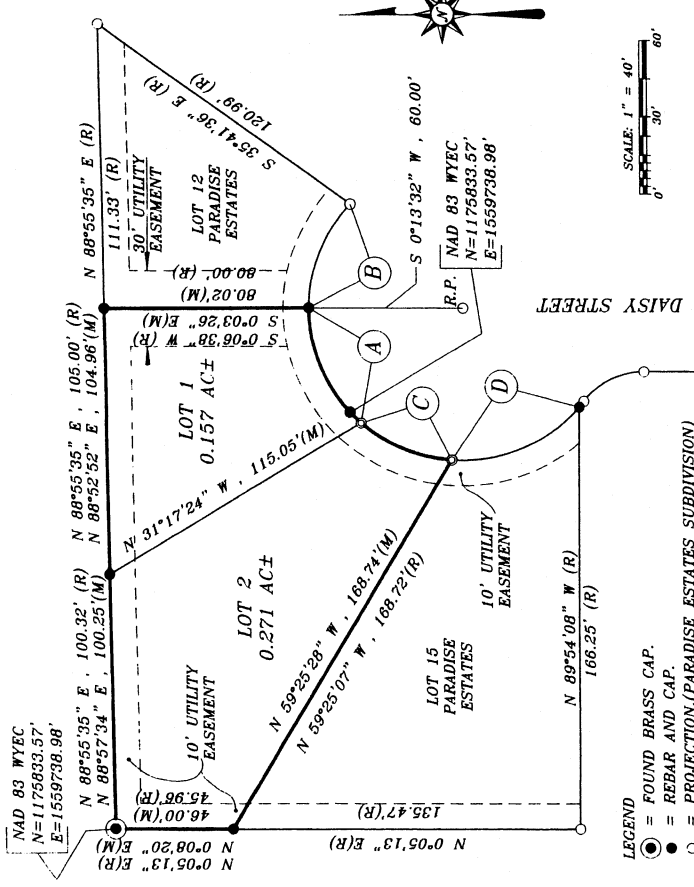 NAD 83 WYEC
N=1175833.57'
E=1559738.98'
N 88°55'35" E , 100.32' (R)
N 88°57'34" E , 100.25'(M)
N 88°55'35" E , 105.00' (R)
N 88°52'52" E , 104.96'(M)
N 88°55'35" E (R)
111.33' (R)
30' UTILITY
EASEMENT
LOT 12
PARADISE
ESTATES
S 35°41'36" E (R)
120.99' (R)
80.00' (R)
80.02'(M)
S 0°03'26" E(M)
S 0°06'38" W (R)
LOT 1
0.157 AC±
N 31°17'24" W , 115.05'(M)
LOT 2
0.271 AC±
10' UTILITY
EASEMENT
46.00'(M)
45.96'(R)
N 0°08'20" E(M)
N 0°05'13" E(R)
N 59°25'28" W , 168.74'(M)
N 59°25'07" W , 168.72'(R)
LOT 15
PARADISE
ESTATES
10' UTILITY
EASEMENT
135.47'(R)
N 0°05'13" E(R)
N 89°54'08" W (R)
166.25' (R)
A
B
C
D
S 0°13'32" W , 60.00'
R.P.
NAD 83 WYEC
N=1175833.57'
E=1559738.98'
DAISY STREET
N
SCALE: 1" = 40'
0' 30' 60'
LEGEND
= FOUND BRASS CAP.
= REBAR AND CAP.
= PROJECTION.(PARADISE ESTATES SUBDIVISION)